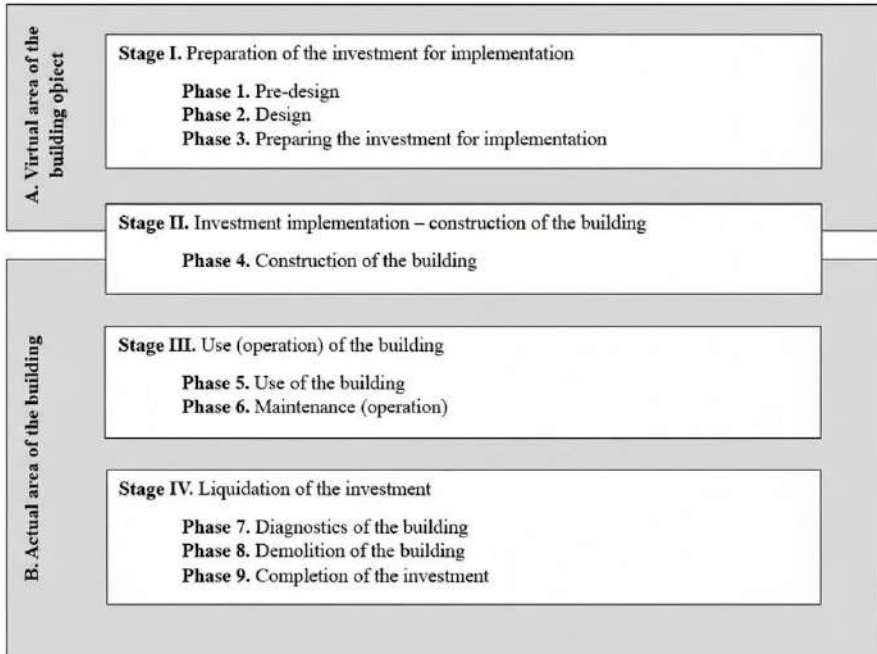 A. Virtual area of the
building object
Stage I. Preparation of the investment for implementation
Phase 1. Pre-design
Phase 2. Design
Phase 3. Preparing the investment for implementation
Stage II. Investment implementation – construction of the building
Phase 4. Construction of the building
B. Actual area of the building
Stage III. Use (operation) of the building
Phase 5. Use of the building
Phase 6. Maintenance (operation)
Stage IV. Liquidation of the investment
Phase 7. Diagnostics of the building
Phase 8. Demolition of the building
Phase 9. Completion of the investment